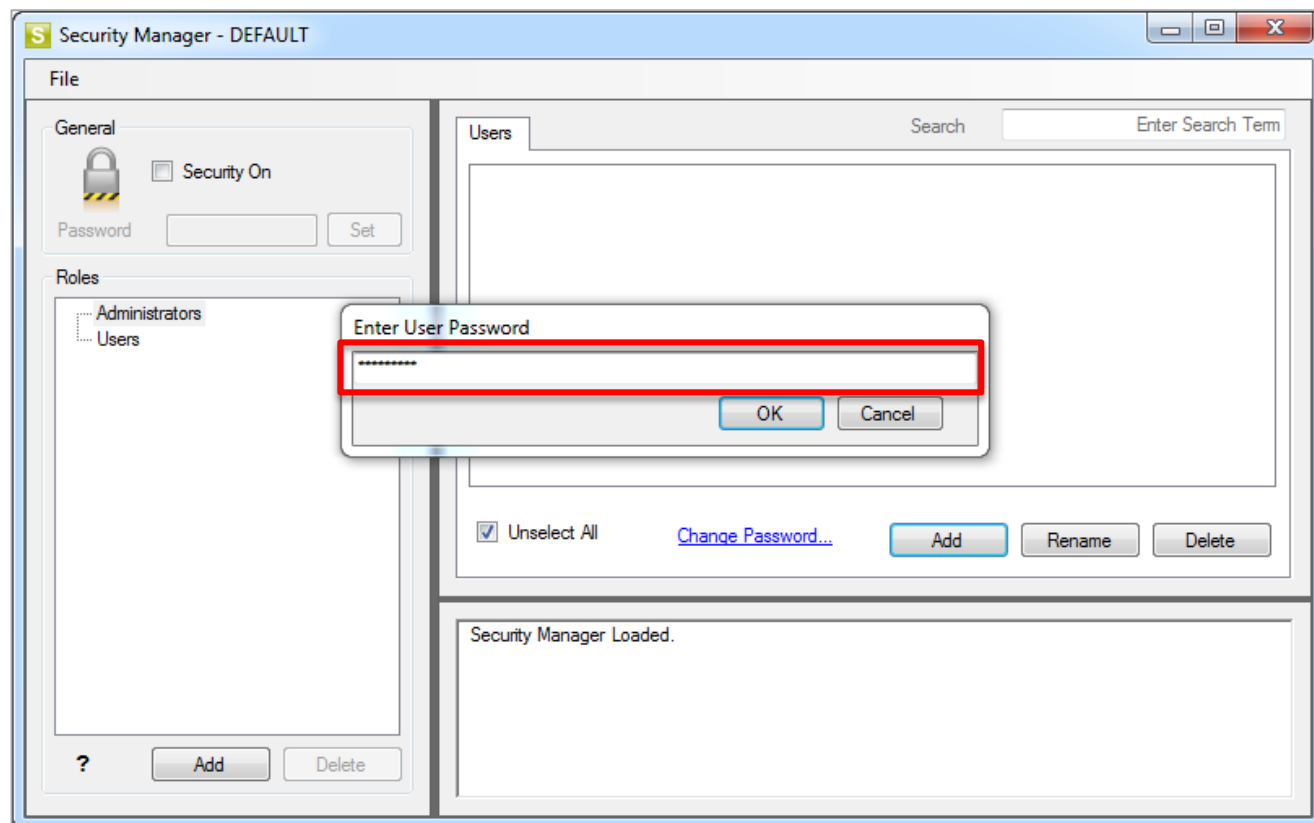 S Security Manager - DEFAULT
File
General
Security On
Password Set
Roles
Administrators
Users
? Add Delete
Users Search Enter Search Term
Enter User Password
*********
OK Cancel
Unselect All Change Password... Add Rename Delete
Security Manager Loaded.